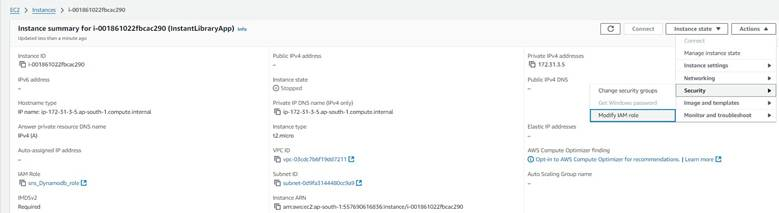 EC2 > Instances > i-001861022fbcac290
Instance summary for i-001861022fbcac290 (InstantLibraryApp) Info
Updated less than a minute ago
Connect
Instance state
Actions
Connect
Manage instance state
Instance settings
Networking
Security
Image and templates
Monitor and troubleshoot
Change security groups
Get Windows password
Modify IAM role
Instance ID
i-001861022fbcac290
Public IPv4 address
–
Private IPv4 addresses
172.31.3.5
IPv6 address
–
Instance state
Stopped
Public IPv4 DNS
–
Hostname type
IP name: ip-172-31-3-5.ap-south-1.compute.internal
Private IP DNS name (IPv4 only)
ip-172-31-3-5.ap-south-1.compute.internal
Answer private resource DNS name
IPv4 (A)
Instance type
t2.micro
Elastic IP addresses
–
Auto-assigned IP address
–
VPC ID
vpc-03cdc7b6f19dd7211
AWS Compute Optimizer finding
Opt-in to AWS Compute Optimizer for recommendations. | Learn more
IAM Role
sns_Dynamodb_role
Subnet ID
subnet-0d9fa3144480cc9a9
Auto Scaling Group name
–
IMDSv2
Required
Instance ARN
arn:aws:ec2:ap-south-1:557690616836:instance/i-001861022fbcac290